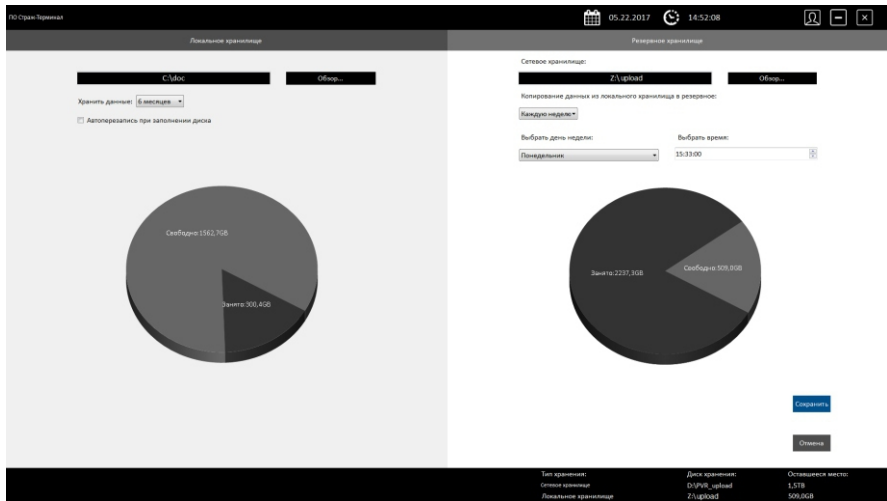 ПО Страж-Терминал
05.22.2017
14:52:08
Локальное хранилище
Резервное хранилище
C:\doc
Обзор...
Хранить данные: 6 месяцев
Автоперезапись при заполнении диска
Свободно:1562,7GB
Занято:300,4GB
Сетевое хранилище:
Z:\upload
Обзор...
Копирование данных из локального хранилища в резервное:
Каждую неделю
Выбрать день недели:
Выбрать время:
Понедельник
15:33:00
Занято:2237,3GB
Свободно:509,0GB
Сохранить
Отмена
Тип хранения:
Диск хранения:
Оставшееся место:
Сетевое хранилище
D:\PVR_upload
1,5TB
Локальное хранилище
Z:\upload
509,0GB